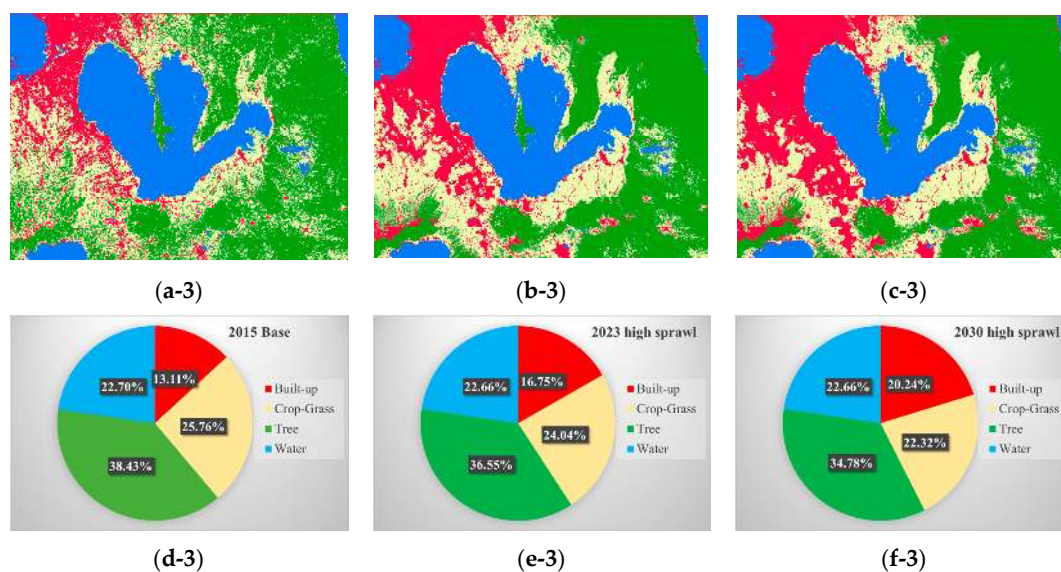 (a-3)
(b-3)
(c-3)
2015 Base
22.70%
13.11%
25.76%
38.43%
Built-up
Crop-Grass
Tree
Water
2023 high sprawl
22.66%
16.75%
24.04%
36.55%
Built-up
Crop-Grass
Tree
Water
2030 high sprawl
22.66%
20.24%
22.32%
34.78%
Built-up
Crop-Grass
Tree
Water
(d-3)
(e-3)
(f-3)